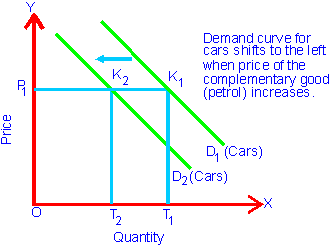 Y
Demand curve for
cars shifts to the left
when price of the
complementary good
(petrol) increases.
K2
K1
P1
Price
D1 (Cars)
D2 (Cars)
O
T2
T1
X
Quantity